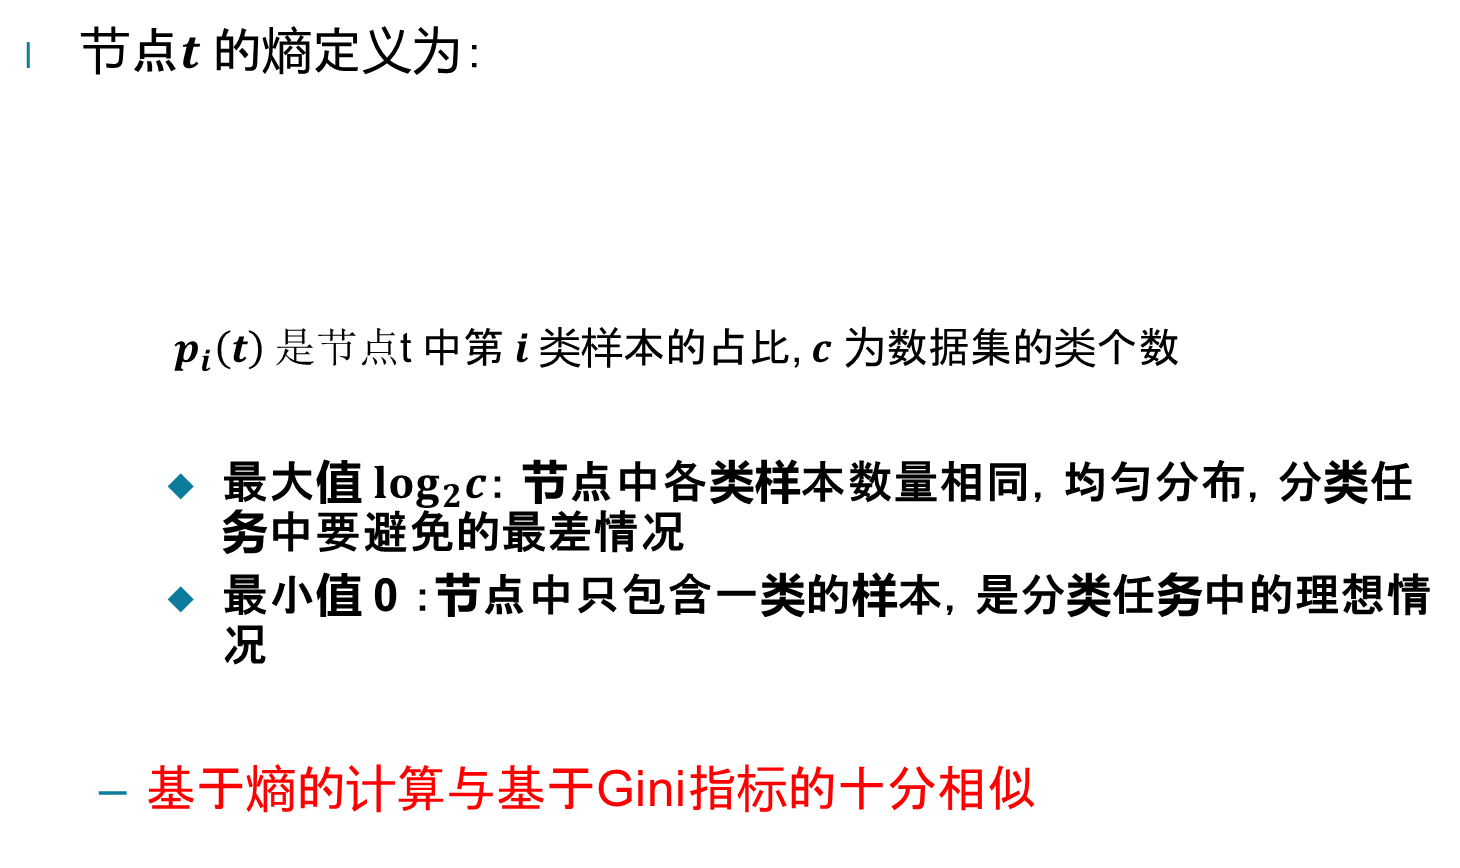 节点t 的熵定义为:
p_i(t) 是节点t 中第 i 类样本的占比, c 为数据集的类个数
◆ 最大值 log₂c: 节点中各类样本数量相同, 均匀分布, 分类任
务中要避免的最差情况
◆ 最小值 0 :节点中只包含一类的样本, 是分类任务中的理想情
况
– 基于熵的计算与基于Gini指标的十分相似